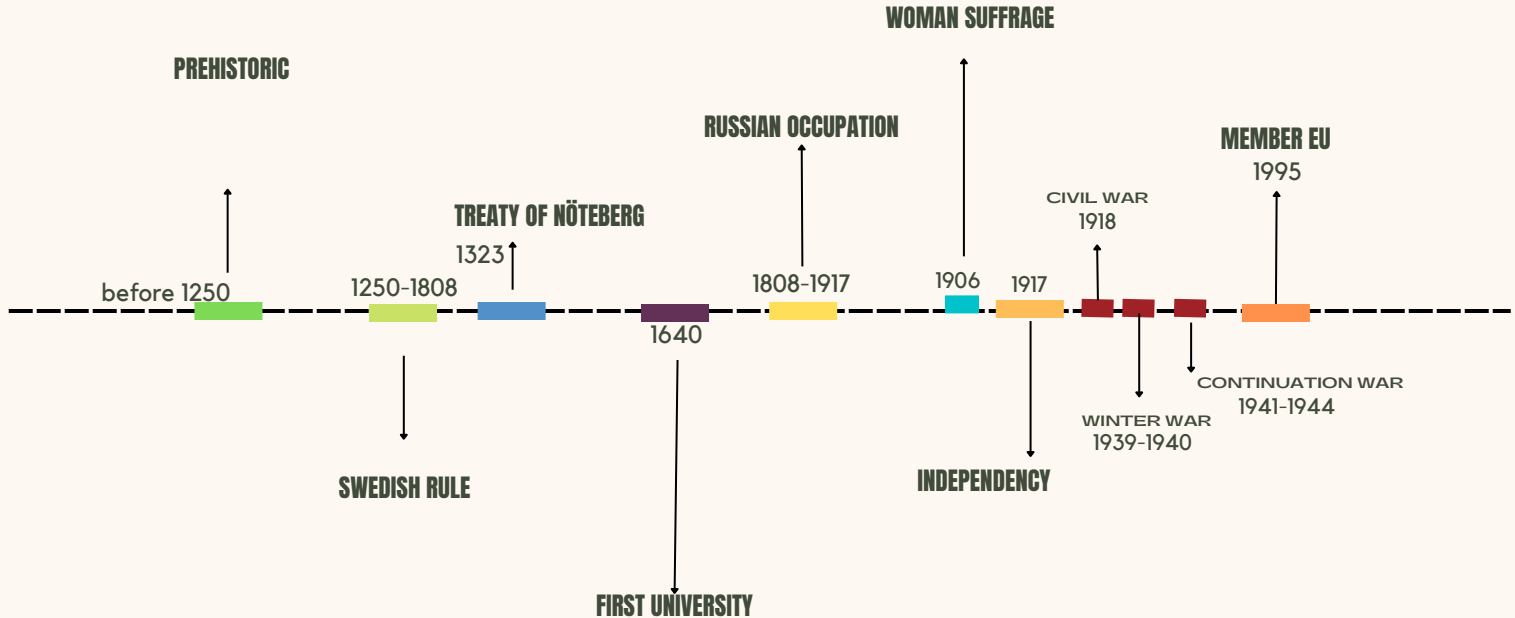 WOMAN SUFFRAGE
PREHISTORIC
RUSSIAN OCCUPATION
MEMBER EU
1995
CIVIL WAR
1918
TREATY OF NÖTEBERG
1323
before 1250
1250-1808
1808-1917
1906
1917
1640
CONTINUATION WAR
1941-1944
WINTER WAR
1939-1940
SWEDISH RULE
INDEPENDENCY
FIRST UNIVERSITY